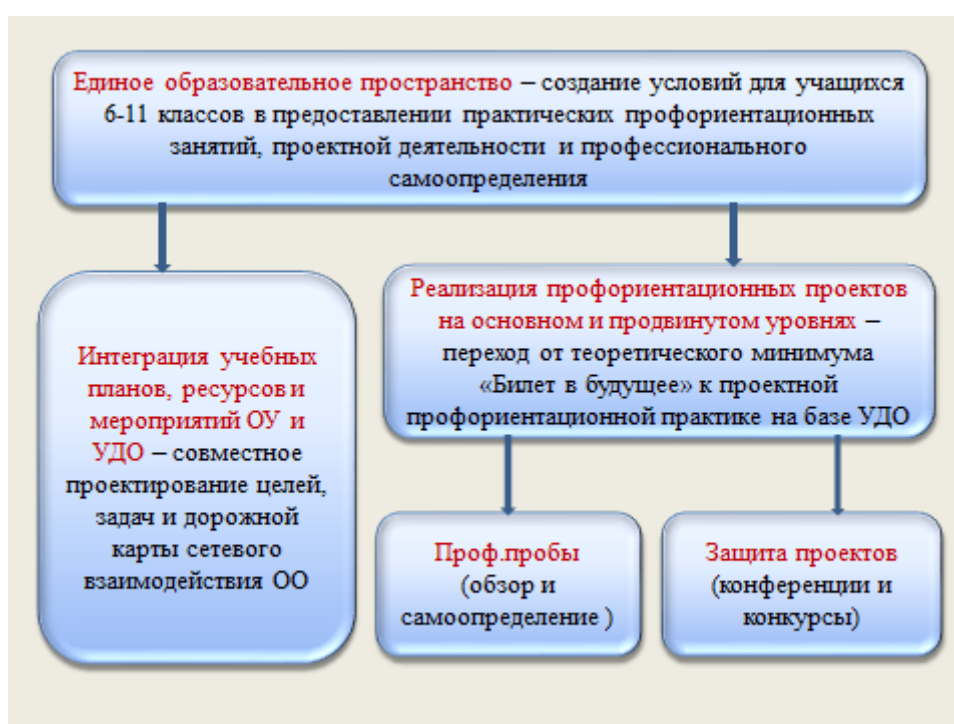 Единое образовательное пространство – создание условий для учащихся
6-11 классов в предоставлении практических профориентационных
занятий, проектной деятельности и профессионального
самоопределения
Интеграция учебных
планов, ресурсов и
мероприятий ОУ и
УДО – совместное
проектирование целей,
задач и дорожной
карты сетевого
взаимодействия ОО
Реализация профориентационных проектов
на основном и продвинутом уровнях –
переход от теоретического минимума
«Билет в будущее» к проектной
профориентационной практике на базе УДО
Проф.пробы
(обзор и
самоопределение )
Защита проектов
(конференции и
конкурсы)